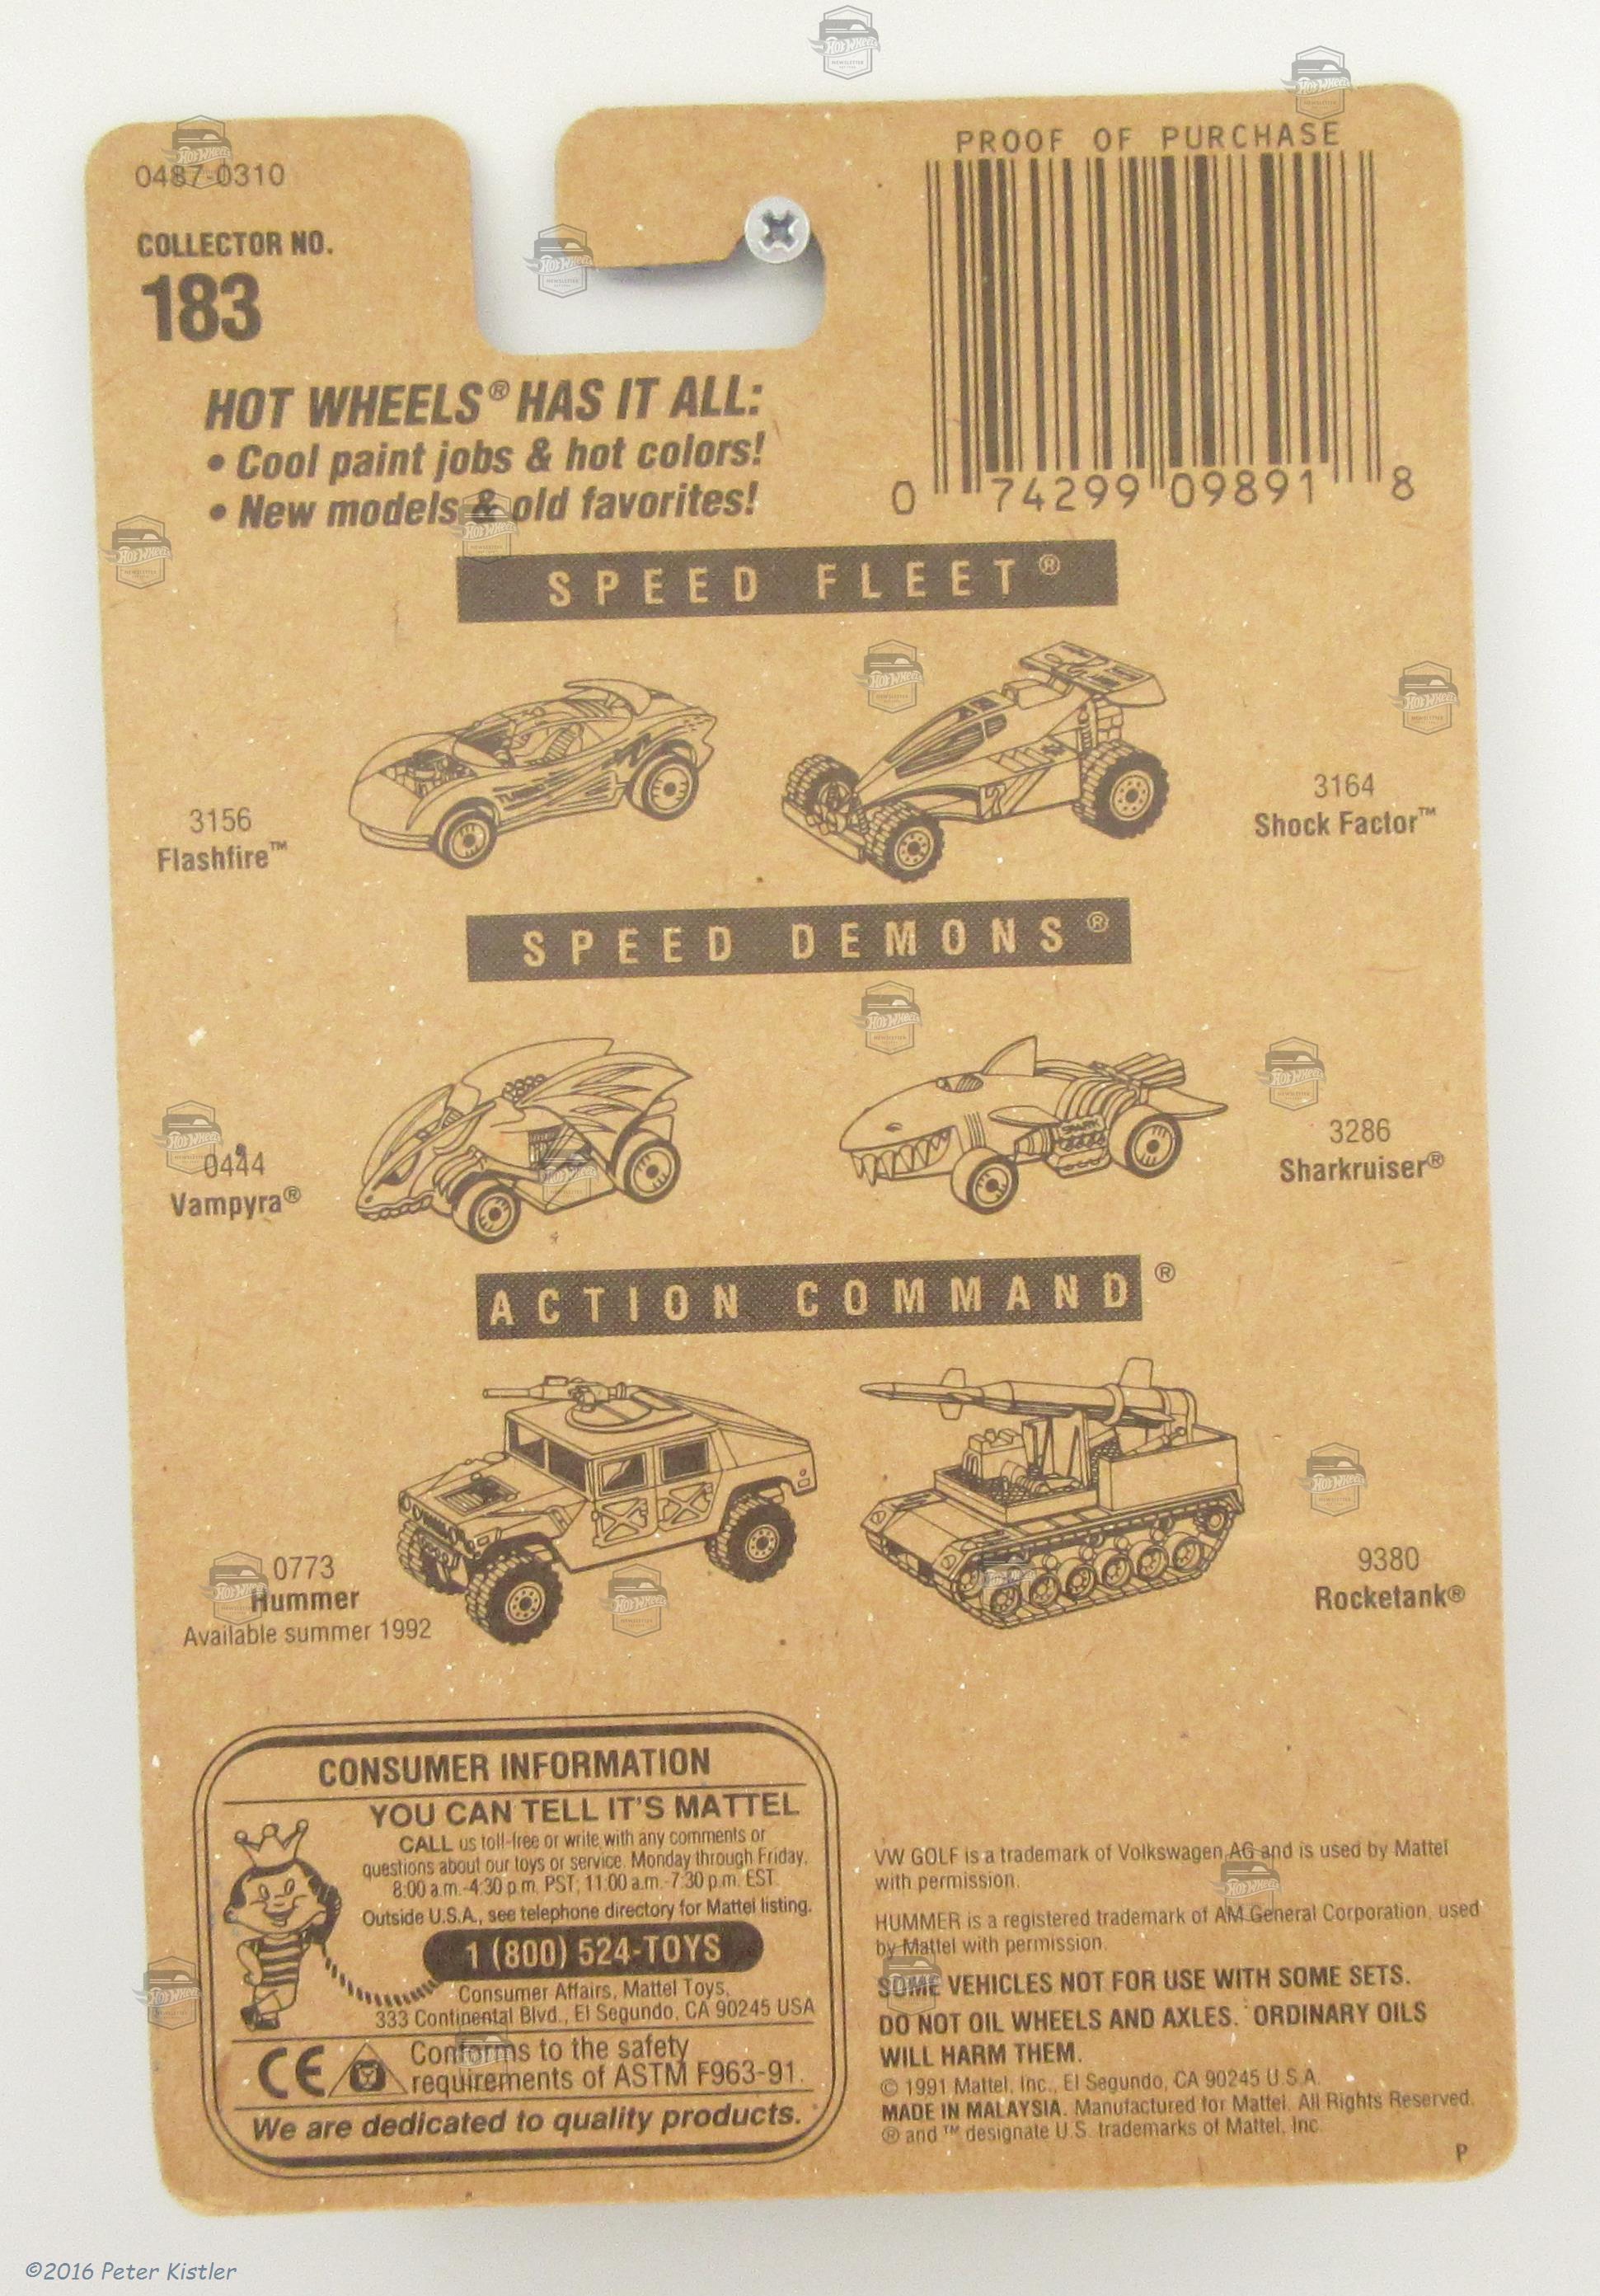 0487-0310
COLLECTOR NO.
183
PROOF OF PURCHASE
0 74299 09891 8
HOT WHEELS® HAS IT ALL:
• Cool paint jobs & hot colors!
• New models & old favorites!
SPEED FLEET®
3156
Flashfire™
3164
Shock Factor™
SPEED DEMONS®
0444
Vampyra®
3286
Sharkruiser®
ACTION COMMAND®
0773
Hummer
Available summer 1992
9380
Rocketank®
CONSUMER INFORMATION
YOU CAN TELL IT'S MATTEL
CALL us toll-free or write with any comments or
questions about our toys or service. Monday through Friday,
8:00 a.m.-4:30 p.m. PST; 11:00 a.m.-7:30 p.m. EST
Outside U.S.A., see telephone directory for Mattel listing.
1 (800) 524-TOYS
Consumer Affairs, Mattel Toys,
333 Continental Blvd., El Segundo, CA 90245 USA
CE
Conforms to the safety
requirements of ASTM F963-91.
We are dedicated to quality products.
VW GOLF is a trademark of Volkswagen AG and is used by Mattel
with permission.
HUMMER is a registered trademark of AM General Corporation, used
by Mattel with permission.
SOME VEHICLES NOT FOR USE WITH SOME SETS.
DO NOT OIL WHEELS AND AXLES. ORDINARY OILS
WILL HARM THEM.
© 1991 Mattel, Inc., El Segundo, CA 90245 U.S.A.
MADE IN MALAYSIA. Manufactured for Mattel. All Rights Reserved.
® and ™ designate U.S. trademarks of Mattel, Inc.
P
©2016 Peter Kistler